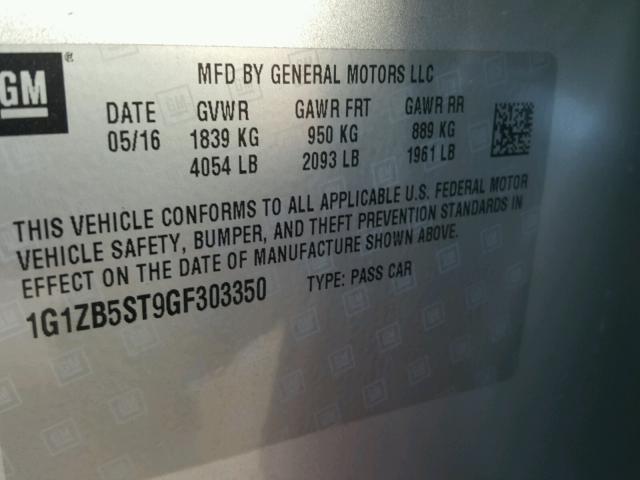 GM®
MFD BY GENERAL MOTORS LLC
DATE GVWR GAWR FRT GAWR RR
05/16 1839 KG 950 KG 889 KG
4054 LB 2093 LB 1961 LB
THIS VEHICLE CONFORMS TO ALL APPLICABLE U.S. FEDERAL MOTOR
VEHICLE SAFETY, BUMPER, AND THEFT PREVENTION STANDARDS IN
EFFECT ON THE DATE OF MANUFACTURE SHOWN ABOVE.
1G1ZB5ST9GF303350 TYPE: PASS CAR